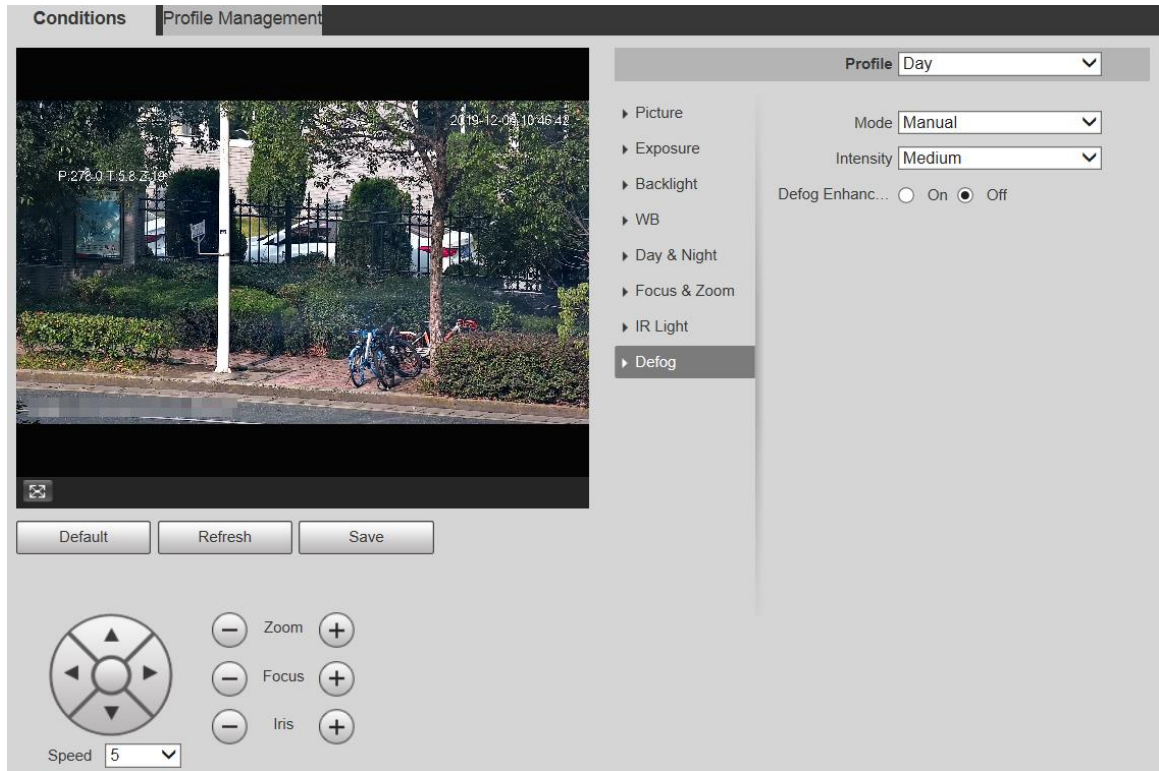 Conditions
Profile Management
Profile Day
2019-12-09 10:46:42
P:278.0 T:5.8 Z:19
Picture
Exposure
Backlight
WB
Day & Night
Focus & Zoom
IR Light
Defog
Mode Manual
Intensity Medium
Defog Enhanc... On Off
Default Refresh Save
Zoom
Focus
Iris
Speed 5